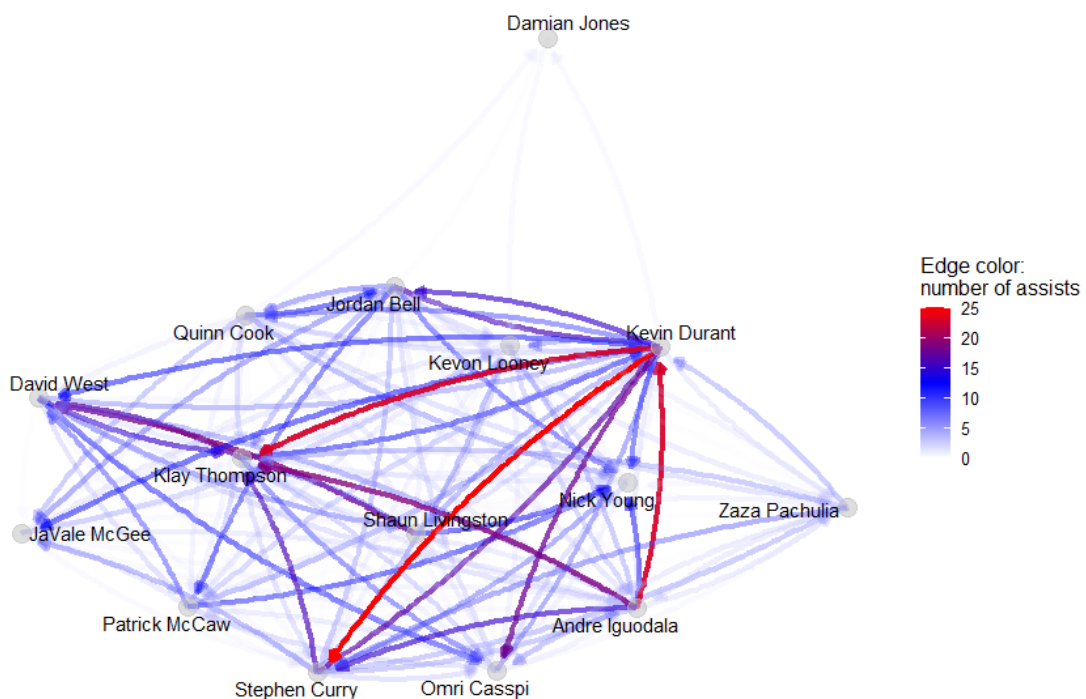 Damian Jones
Edge color:
number of assists
25
20
15
10
5
0
Jordan Bell
Quinn Cook
Kevin Durant
Kevon Looney
David West
Klay Thompson
Nick Young
Zaza Pachulia
Shaun Livingston
JaVale McGee
Patrick McCaw
Andre Iguodala
Stephen Curry
Omri Casspi